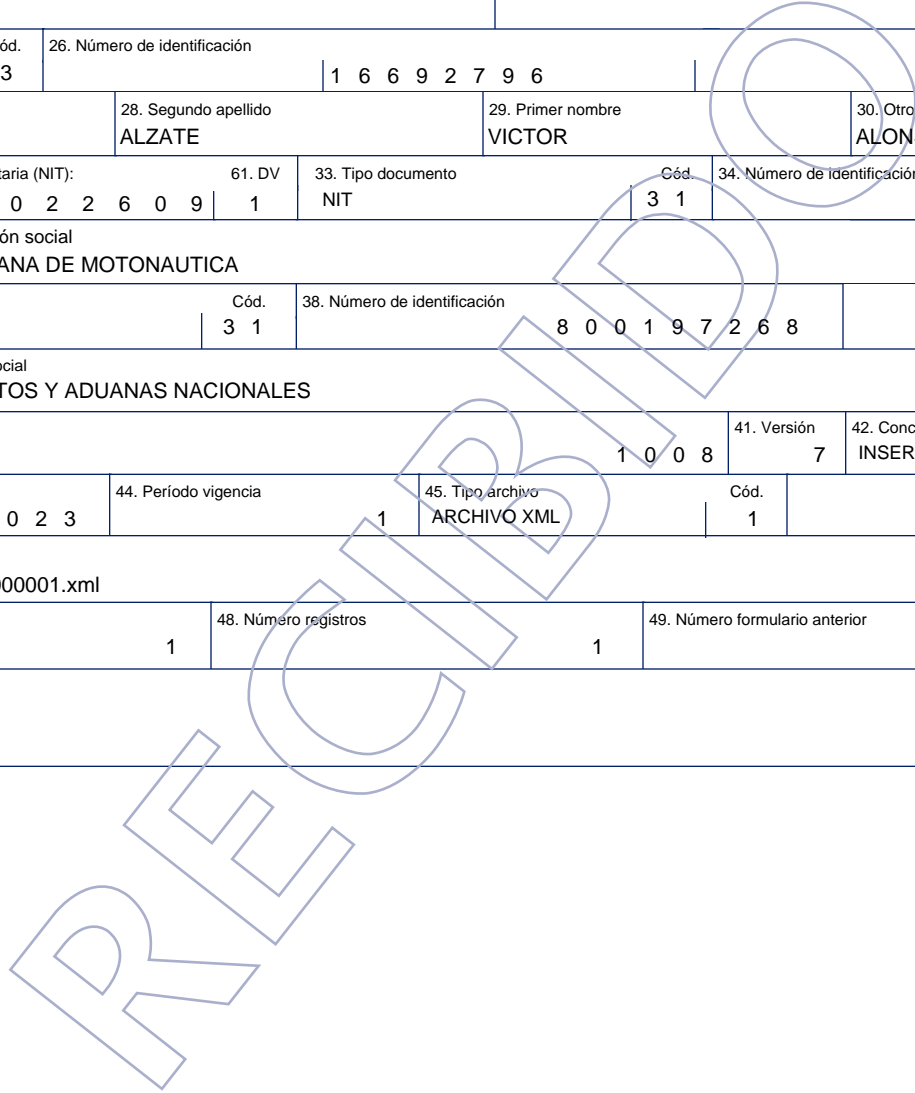 ód. 26. Número de identificación
3 1 6 6 9 2 7 9 6
28. Segundo apellido 29. Primer nombre 30. Otro
ALZATE VICTOR ALON
taria (NIT): 61. DV 33. Tipo documento Cód. 34. Número de identificación
0 2 2 6 0 9 1 NIT 3 1
ón social
ANA DE MOTONAUTICA
Cód. 38. Número de identificación
3 1 8 0 0 1 9 7 2 6 8
ocial
TOS Y ADUANAS NACIONALES
41. Versión 42. Conc
1 0 0 8 7 INSER
44. Período vigencia 45. Tipo archivo Cód.
0 2 3 1 ARCHIVO XML 1
000001.xml
48. Número registros 49. Número formulario anterior
1 1
RECIBIDO